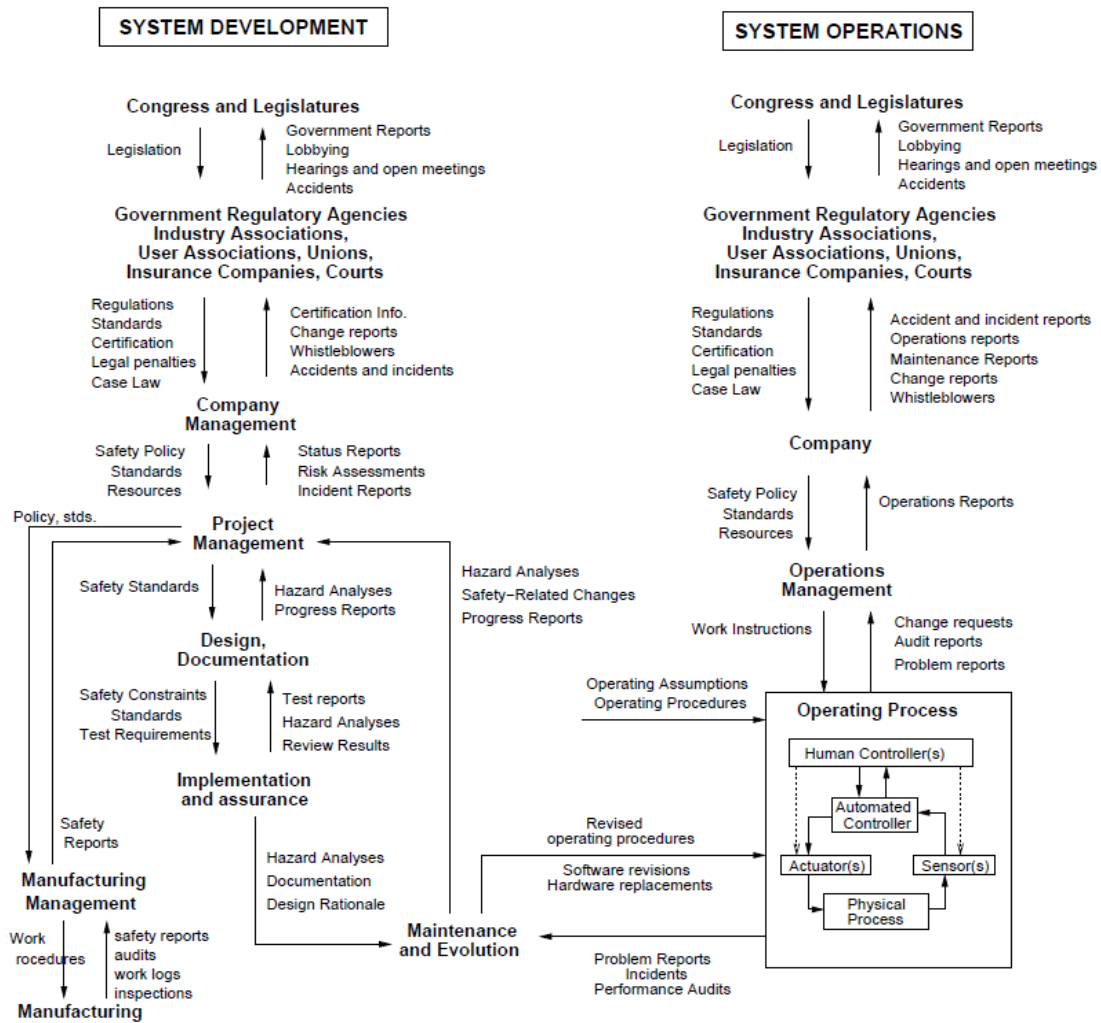 SYSTEM DEVELOPMENT
Congress and Legislatures
Legislation
Government Reports
Lobbying
Hearings and open meetings
Accidents
Government Regulatory Agencies
Industry Associations,
User Associations, Unions,
Insurance Companies, Courts
Regulations
Standards
Certification
Legal penalties
Case Law
Certification Info.
Change reports
Whistleblowers
Accidents and incidents
Company
Management
Safety Policy
Standards
Resources
Status Reports
Risk Assessments
Incident Reports
Policy, stds.
Project
Management
Safety Standards
Hazard Analyses
Progress Reports
Design,
Documentation
Safety Constraints
Standards
Test Requirements
Test reports
Hazard Analyses
Review Results
Implementation
and assurance
Safety
Reports
Hazard Analyses
Documentation
Design Rationale
Manufacturing
Management
Work
rocedures
safety reports
audits
work logs
inspections
Manufacturing
Hazard Analyses
Safety-Related Changes
Progress Reports
Maintenance
and Evolution
Revised
operating procedures
Software revisions
Hardware replacements
Problem Reports
Incidents
Performance Audits
SYSTEM OPERATIONS
Congress and Legislatures
Legislation
Government Reports
Lobbying
Hearings and open meetings
Accidents
Government Regulatory Agencies
Industry Associations,
User Associations, Unions,
Insurance Companies, Courts
Regulations
Standards
Certification
Legal penalties
Case Law
Accident and incident reports
Operations reports
Maintenance Reports
Change reports
Whistleblowers
Company
Safety Policy
Standards
Resources
Operations Reports
Operations
Management
Work Instructions
Change requests
Audit reports
Problem reports
Operating Assumptions
Operating Procedures
Operating Process
Human Controller(s)
Automated
Controller
Actuator(s)
Sensor(s)
Physical
Process